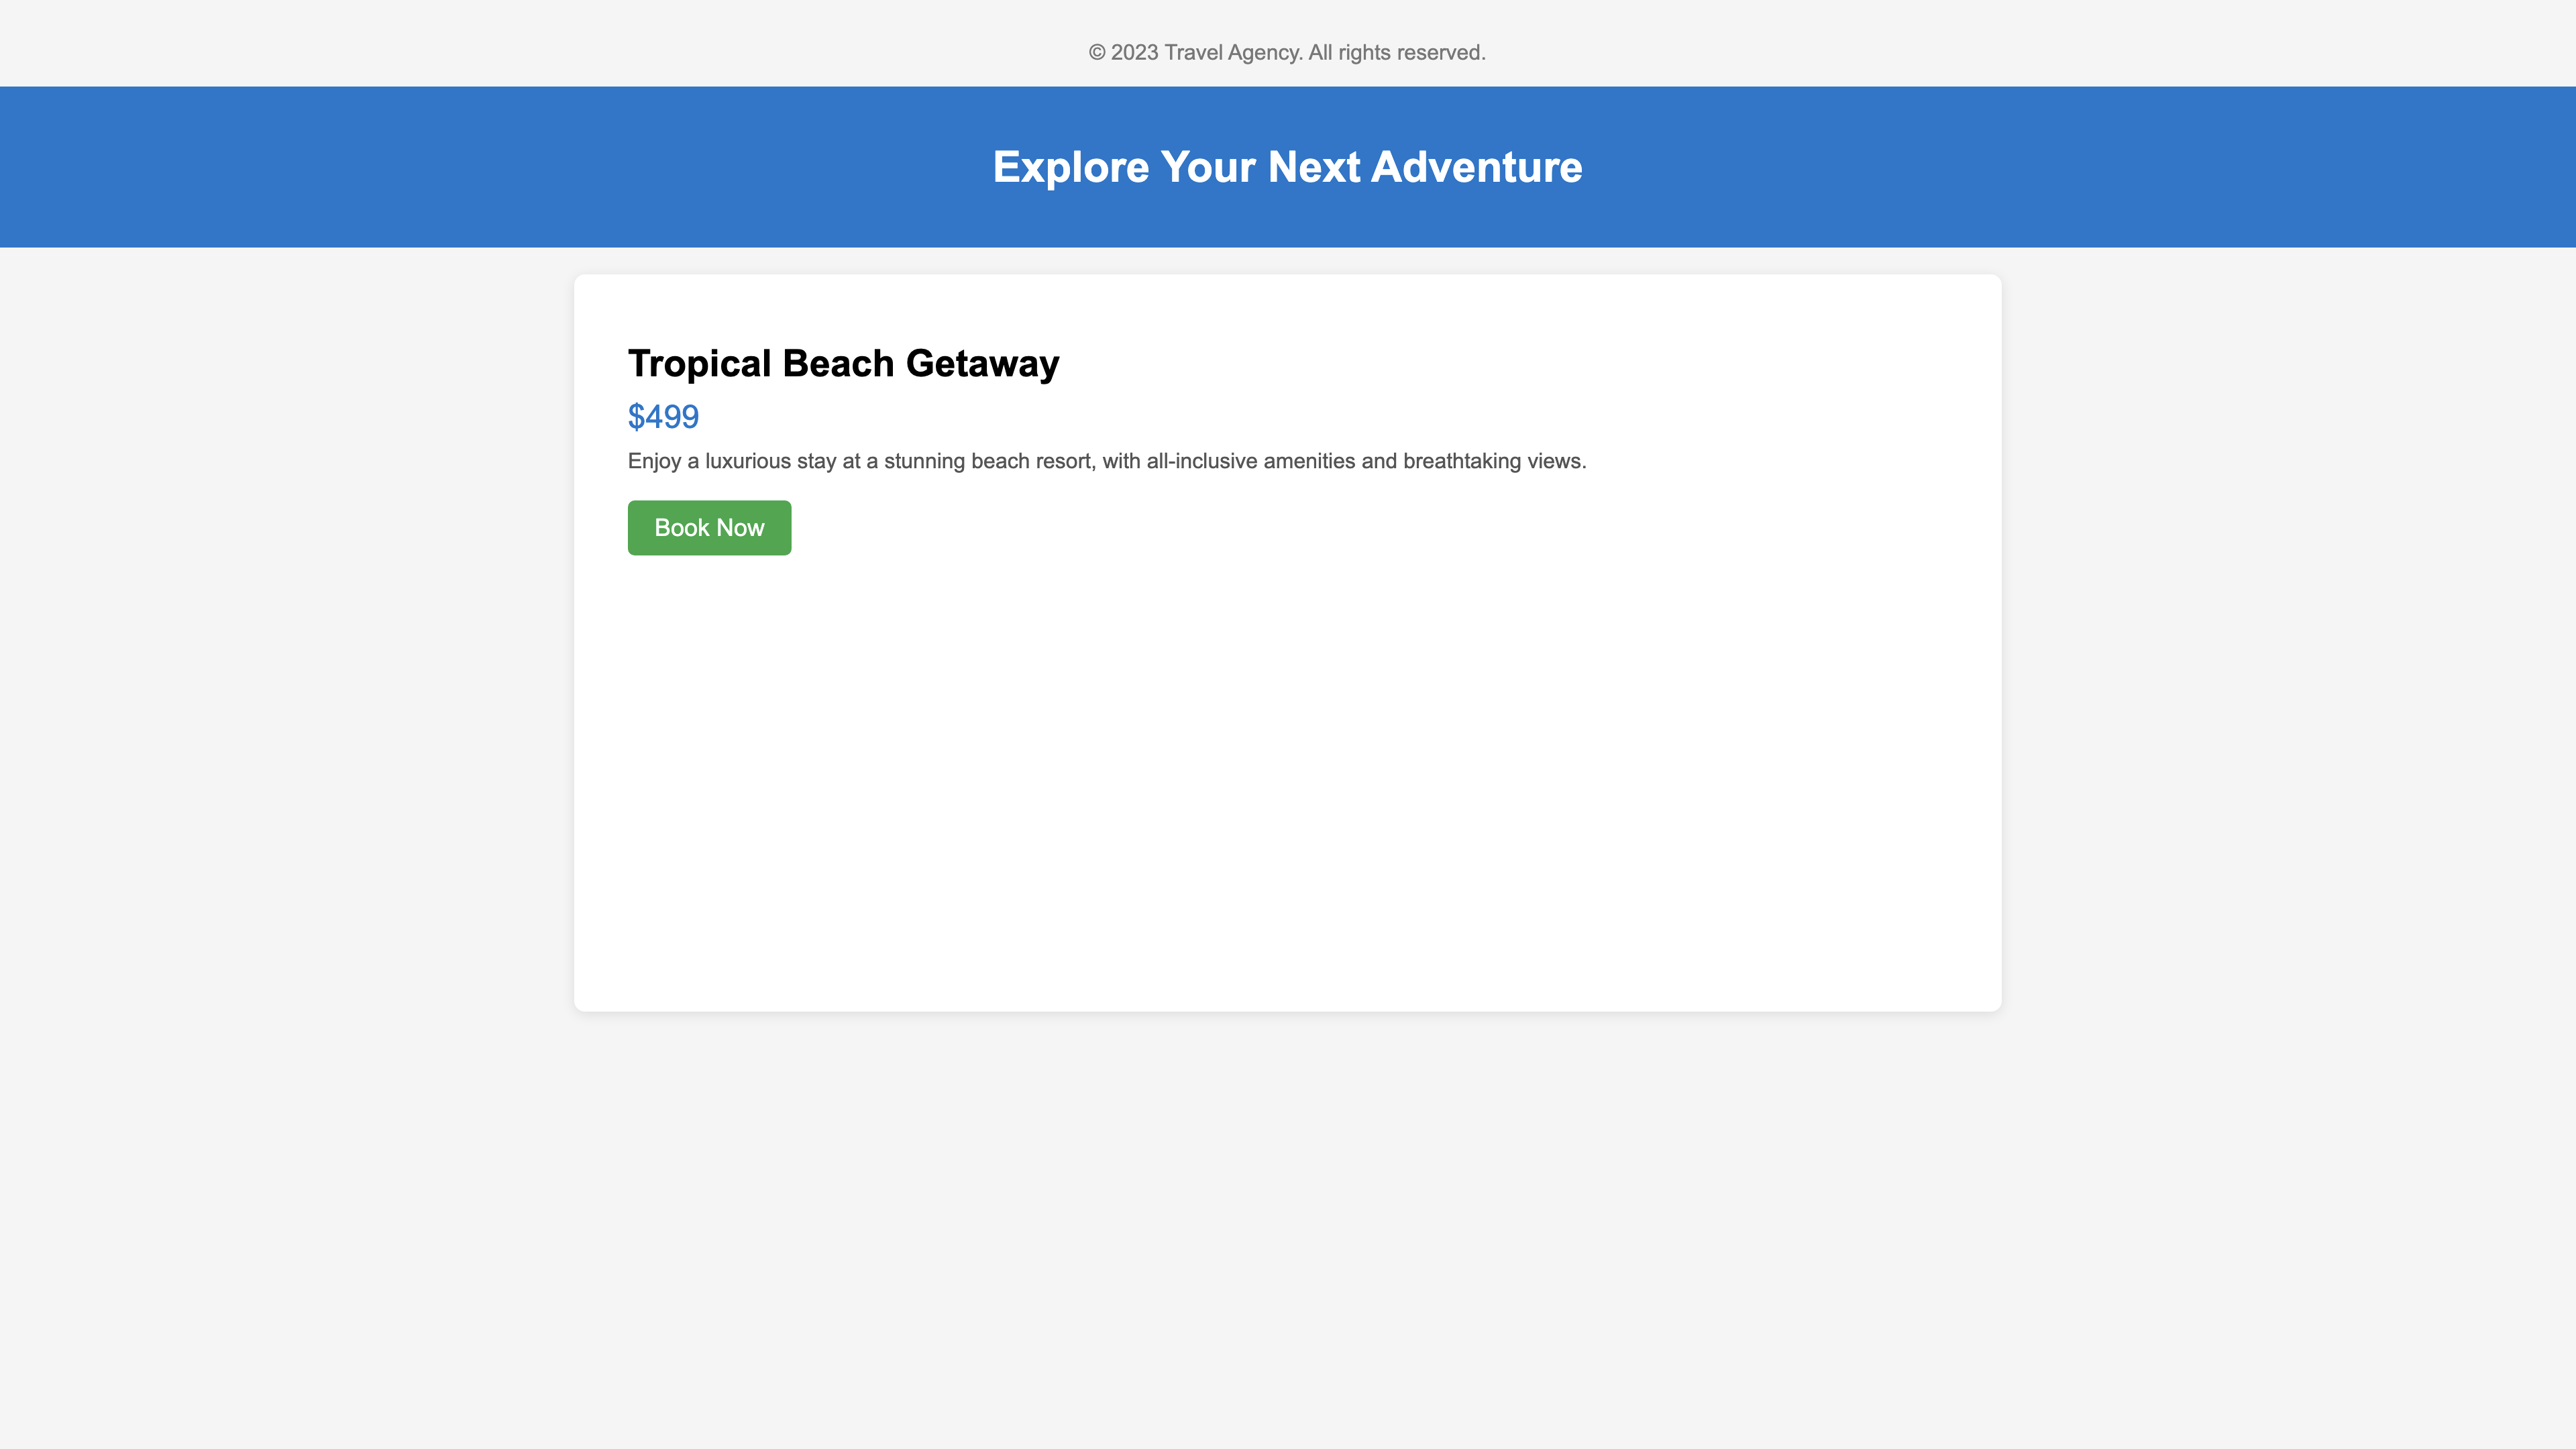 © 2023 Travel Agency. All rights reserved.
Explore Your Next Adventure
Tropical Beach Getaway
$499
Enjoy a luxurious stay at a stunning beach resort, with all-inclusive amenities and breathtaking views.
Book Now